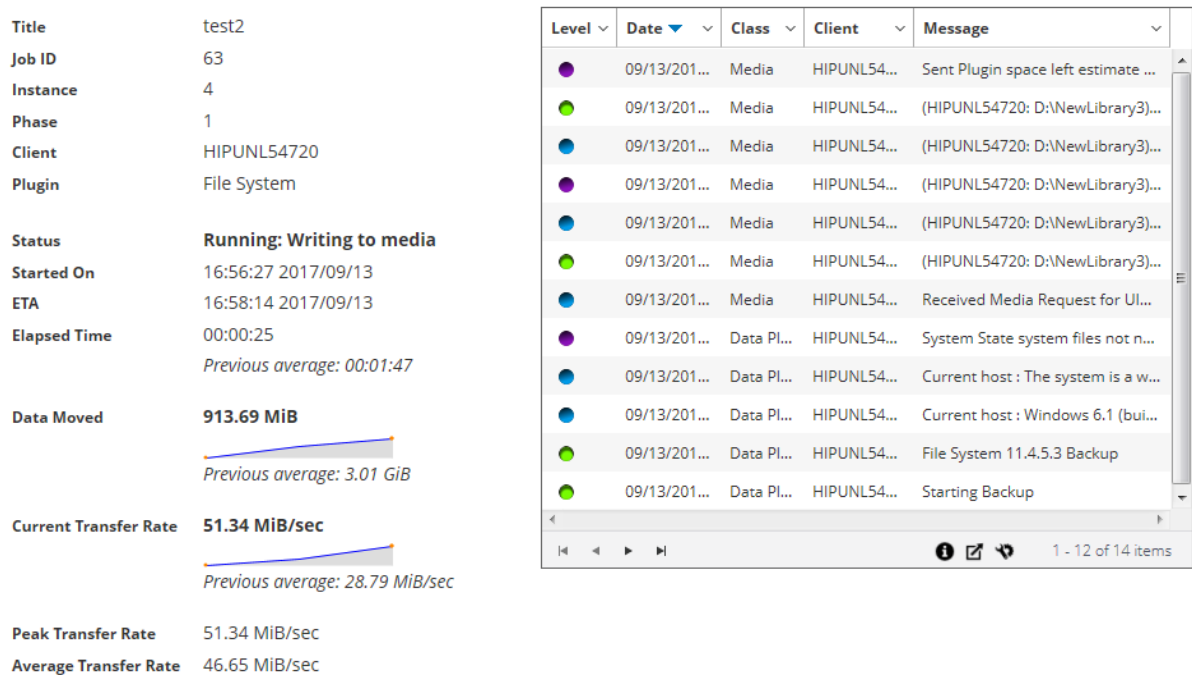 Title test2
Job ID 63
Instance 4
Phase 1
Client HIPUNL54720
Plugin File System
Status Running: Writing to media
Started On 16:56:27 2017/09/13
ETA 16:58:14 2017/09/13
Elapsed Time 00:00:25
Previous average: 00:01:47
Data Moved 913.69 MiB
Previous average: 3.01 GiB
Current Transfer Rate 51.34 MiB/sec
Previous average: 28.79 MiB/sec
Peak Transfer Rate 51.34 MiB/sec
Average Transfer Rate 46.65 MiB/sec
Level Date Class Client Message
09/13/201... Media HIPUNL54... Sent Plugin space left estimate ...
09/13/201... Media HIPUNL54... (HIPUNL54720: D:\NewLibrary3)...
09/13/201... Media HIPUNL54... (HIPUNL54720: D:\NewLibrary3)...
09/13/201... Media HIPUNL54... (HIPUNL54720: D:\NewLibrary3)...
09/13/201... Media HIPUNL54... (HIPUNL54720: D:\NewLibrary3)...
09/13/201... Media HIPUNL54... (HIPUNL54720: D:\NewLibrary3)...
09/13/201... Media HIPUNL54... Received Media Request for UI...
09/13/201... Data Pl... HIPUNL54... System State system files not n...
09/13/201... Data Pl... HIPUNL54... Current host : The system is a w...
09/13/201... Data Pl... HIPUNL54... Current host : Windows 6.1 (bui...
09/13/201... Data Pl... HIPUNL54... File System 11.4.5.3 Backup
09/13/201... Data Pl... HIPUNL54... Starting Backup
1 - 12 of 14 items